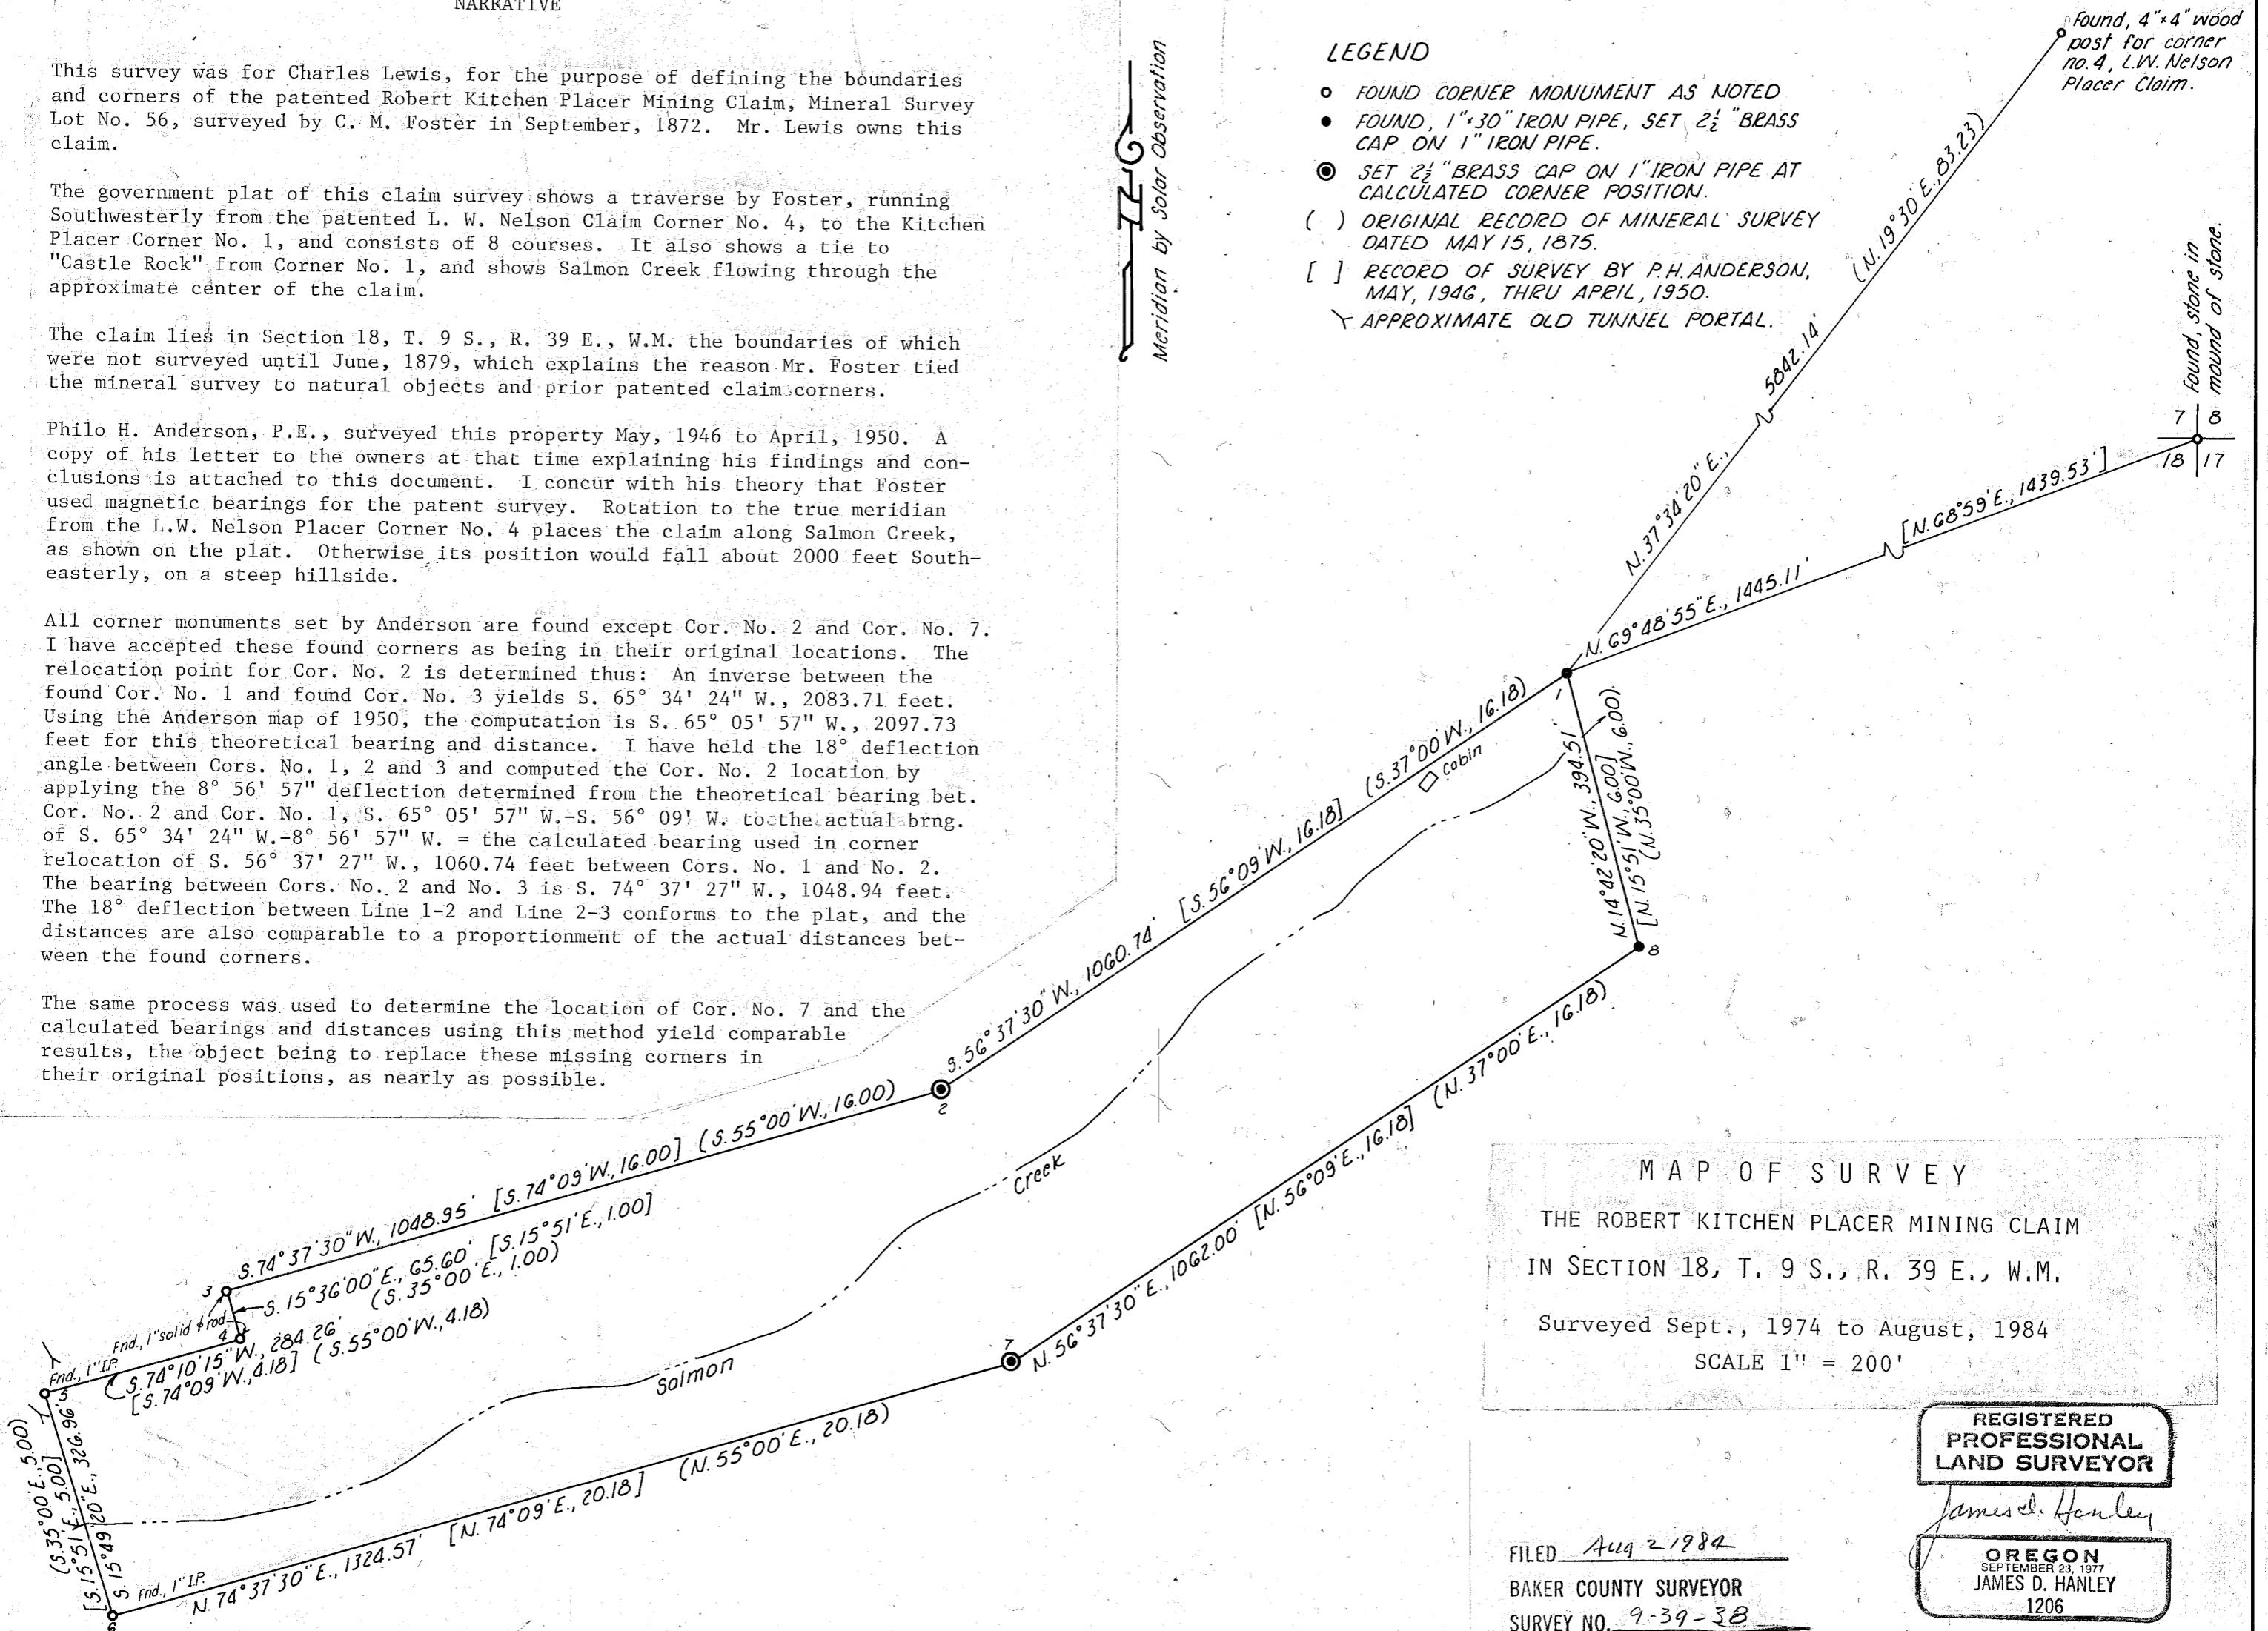 NARRATIVE
This survey was for Charles Lewis, for the purpose of defining the boundaries
and corners of the patented Robert Kitchen Placer Mining Claim, Mineral Survey
Lot No. 56, surveyed by C. M. Foster in September, 1872.  Mr. Lewis owns this
claim.
The government plat of this claim survey shows a traverse by Foster, running
Southwesterly from the patented L. W. Nelson Claim Corner No. 4, to the Kitchen
Placer Corner No. 1, and consists of 8 courses.  It also shows a tie to
"Castle Rock" from Corner No. 1, and shows Salmon Creek flowing through the
approximate center of the claim.
The claim lies in Section 18, T. 9 S., R. 39 E., W.M. the boundaries of which
were not surveyed until June, 1879, which explains the reason Mr. Foster tied
the mineral survey to natural objects and prior patented claim corners.
Philo H. Anderson, P.E., surveyed this property May, 1946 to April, 1950.  A
copy of his letter to the owners at that time explaining his findings and con-
clusions is attached to this document.  I concur with his theory that Foster
used magnetic bearings for the patent survey.  Rotation to the true meridian
from the L.W. Nelson Placer Corner No. 4 places the claim along Salmon Creek,
as shown on the plat.  Otherwise its position would fall about 2000 feet South-
easterly, on a steep hillside.
All corner monuments set by Anderson are found except Cor. No. 2 and Cor. No. 7.
I have accepted these found corners as being in their original locations.  The
relocation point for Cor. No. 2 is determined thus:  An inverse between the
found Cor. No. 1 and found Cor. No. 3 yields S. 65° 34' 24" W., 2083.71 feet.
Using the Anderson map of 1950, the computation is S. 65° 05' 57" W., 2097.73
feet for this theoretical bearing and distance.  I have held the 18° deflection
angle between Cors. No. 1, 2 and 3 and computed the Cor. No. 2 location by
applying the 8° 56' 57" deflection determined from the theoretical bearing bet.
Cor. No. 2 and Cor. No. 1, S. 65° 05' 57" W.-S. 56° 09' W. to the actual brng.
of S. 65° 34' 24" W.-8° 56' 57" W. = the calculated bearing used in corner
relocation of S. 56° 37' 27" W., 1060.74 feet between Cors. No. 1 and No. 2.
The bearing between Cors. No. 2 and No. 3 is S. 74° 37' 27" W., 1048.94 feet.
The 18° deflection between Line 1-2 and Line 2-3 conforms to the plat, and the
distances are also comparable to a proportionment of the actual distances bet-
ween the found corners.
The same process was used to determine the location of Cor. No. 7 and the
calculated bearings and distances using this method yield comparable
results, the object being to replace these missing corners in
their original positions, as nearly as possible.
Meridian by Solar Observation
LEGEND
FOUND CORNER MONUMENT AS NOTED
FOUND, 1"×30" IRON PIPE, SET 2½" BRASS
CAP ON 1" IRON PIPE.
SET 2½" BRASS CAP ON 1" IRON PIPE AT
CALCULATED CORNER POSITION.
( ) ORIGINAL RECORD OF MINERAL SURVEY
DATED MAY 15, 1875.
[ ] RECORD OF SURVEY BY P.H. ANDERSON,
MAY, 1946, THRU APRIL, 1950.
APPROXIMATE OLD TUNNEL PORTAL.
Found, 4"×4" wood
post for corner
no. 4, L.W. Nelson
Placer Claim.
(N. 19°30' E., 83.23)
N. 37°34'20" E., 5842.14'
Found, stone in
mound of stone.
7 8
18 17
N. 69°48'55" E., 1445.11' [N. 68°59' E., 1439.53']
1
S. 56°37'30" W., 1060.74' [S. 56°09' W., 16.18] (S. 37°00' W., 16.18)
Cabin
N. 14°42'20" W., 394.51'
[N. 15°51' W., 6.00]
(N. 35°00' W., 6.00)
8
2
S. 74°37'30" W., 1048.95' [S. 74°09' W., 16.00] (S. 55°00' W., 16.00)
3
S. 15°36'00" E., 65.60' [S. 15°51' E., 1.00]
(S. 35°00' E., 1.00)
Fnd., 1" solid ϕ rod
4
Fnd., 1" I.P.
5
S. 74°10'15" W., 284.26'
[S. 74°09' W., 4.18] (S. 55°00' W., 4.18)
(S. 35°00' E., 5.00)
[S. 15°51' E., 5.00]
S. 15°49'20" E., 326.96'
6
Fnd., 1" I.P.
N. 74°37'30" E., 1324.57' [N. 74°09' E., 20.18] (N. 55°00' E., 20.18)
7
N. 56°37'30" E., 1062.00' [N. 56°09' E., 16.18] (N. 37°00' E., 16.18)
Salmon Creek
MAP OF SURVEY
THE ROBERT KITCHEN PLACER MINING CLAIM
IN SECTION 18, T. 9 S., R. 39 E., W.M.
Surveyed Sept., 1974 to August, 1984
SCALE 1" = 200'
FILED Aug 2 1984
BAKER COUNTY SURVEYOR
SURVEY NO. 9-39-38
REGISTERED
PROFESSIONAL
LAND SURVEYOR
James D. Hanley
OREGON
SEPTEMBER 23, 1977
JAMES D. HANLEY
1206